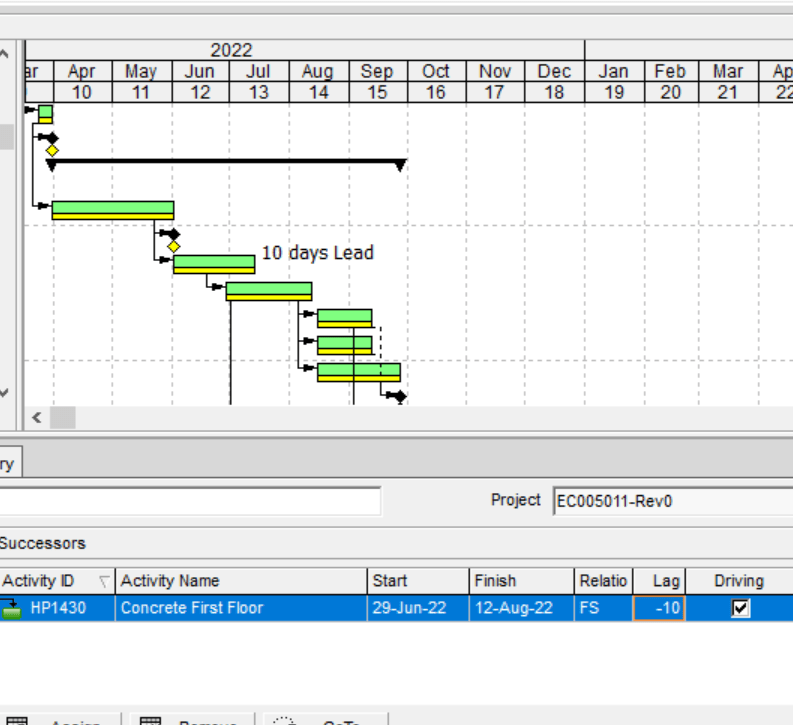 2022
ar Apr May Jun Jul Aug Sep Oct Nov Dec Jan Feb Mar Ap
10 11 12 13 14 15 16 17 18 19 20 21 22
10 days Lead
ry
Project EC005011-Rev0
Successors
Activity ID Activity Name Start Finish Relatio Lag Driving
HP1430 Concrete First Floor 29-Jun-22 12-Aug-22 FS -10
Assign Remove GoTo